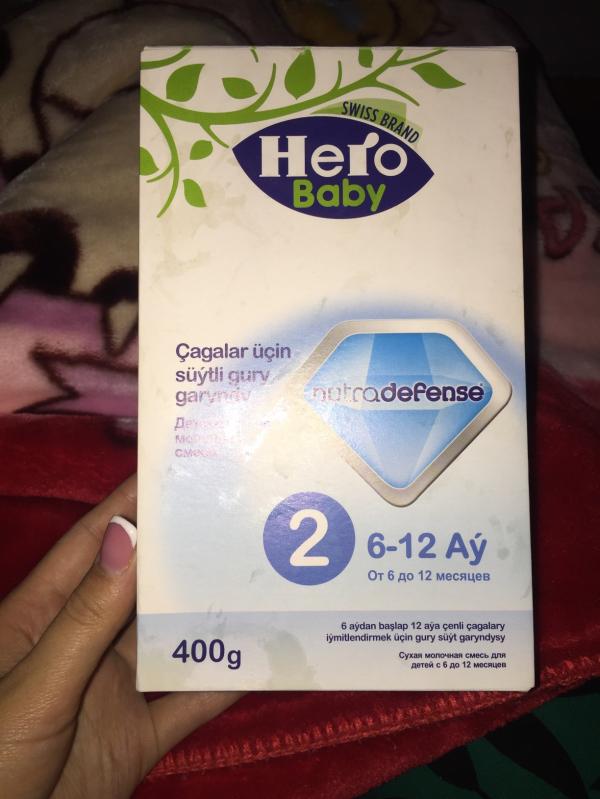 SWISS BRAND
Hero
Baby
Çagalar üçin
süýtli gury
garyndy
nutradefense
2
6-12 Aý
От 6 до 12 месяцев
6 aýdan başlap 12 aýa çenli çagalary
iýmitlendirmek üçin gury süýt garyndysy
400g
Сухая молочная смесь для
детей с 6 до 12 месяцев